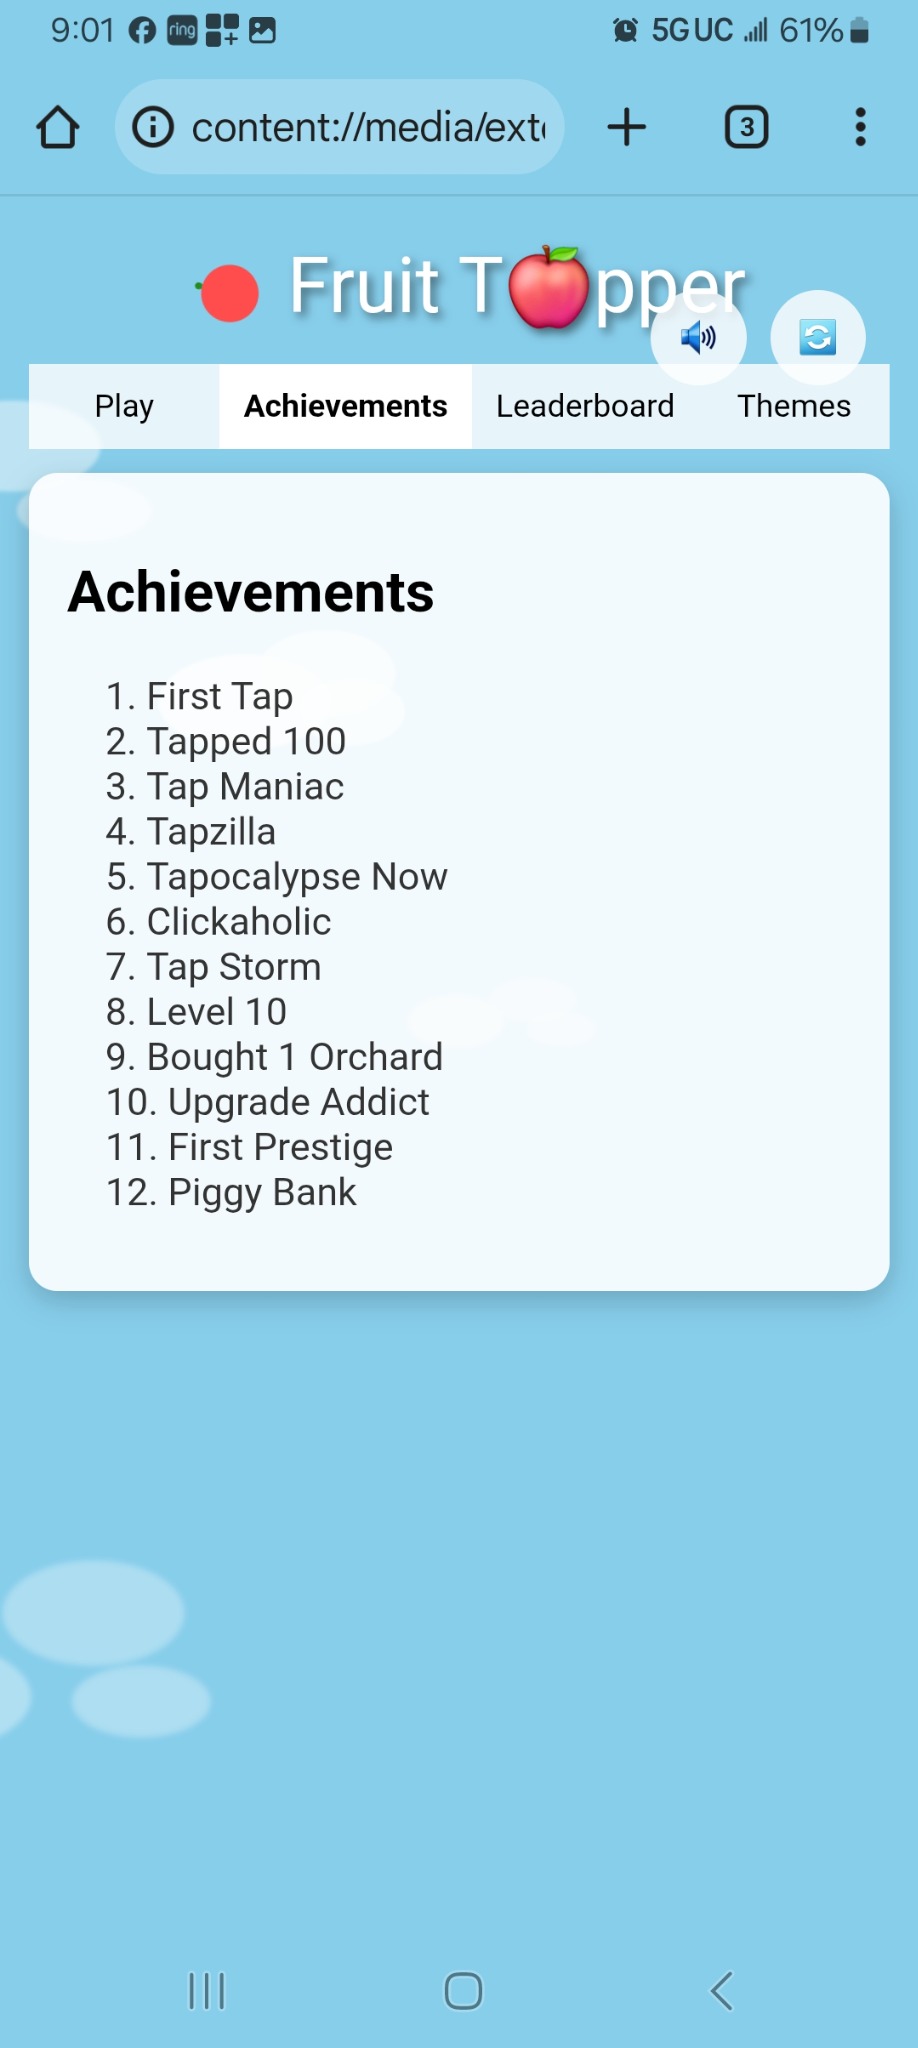 9:01 ring 5G UC 61%
content://media/exte
3
Fruit T🍎pper
Play Achievements Leaderboard Themes
Achievements
1. First Tap
2. Tapped 100
3. Tap Maniac
4. Tapzilla
5. Tapocalypse Now
6. Clickaholic
7. Tap Storm
8. Level 10
9. Bought 1 Orchard
10. Upgrade Addict
11. First Prestige
12. Piggy Bank